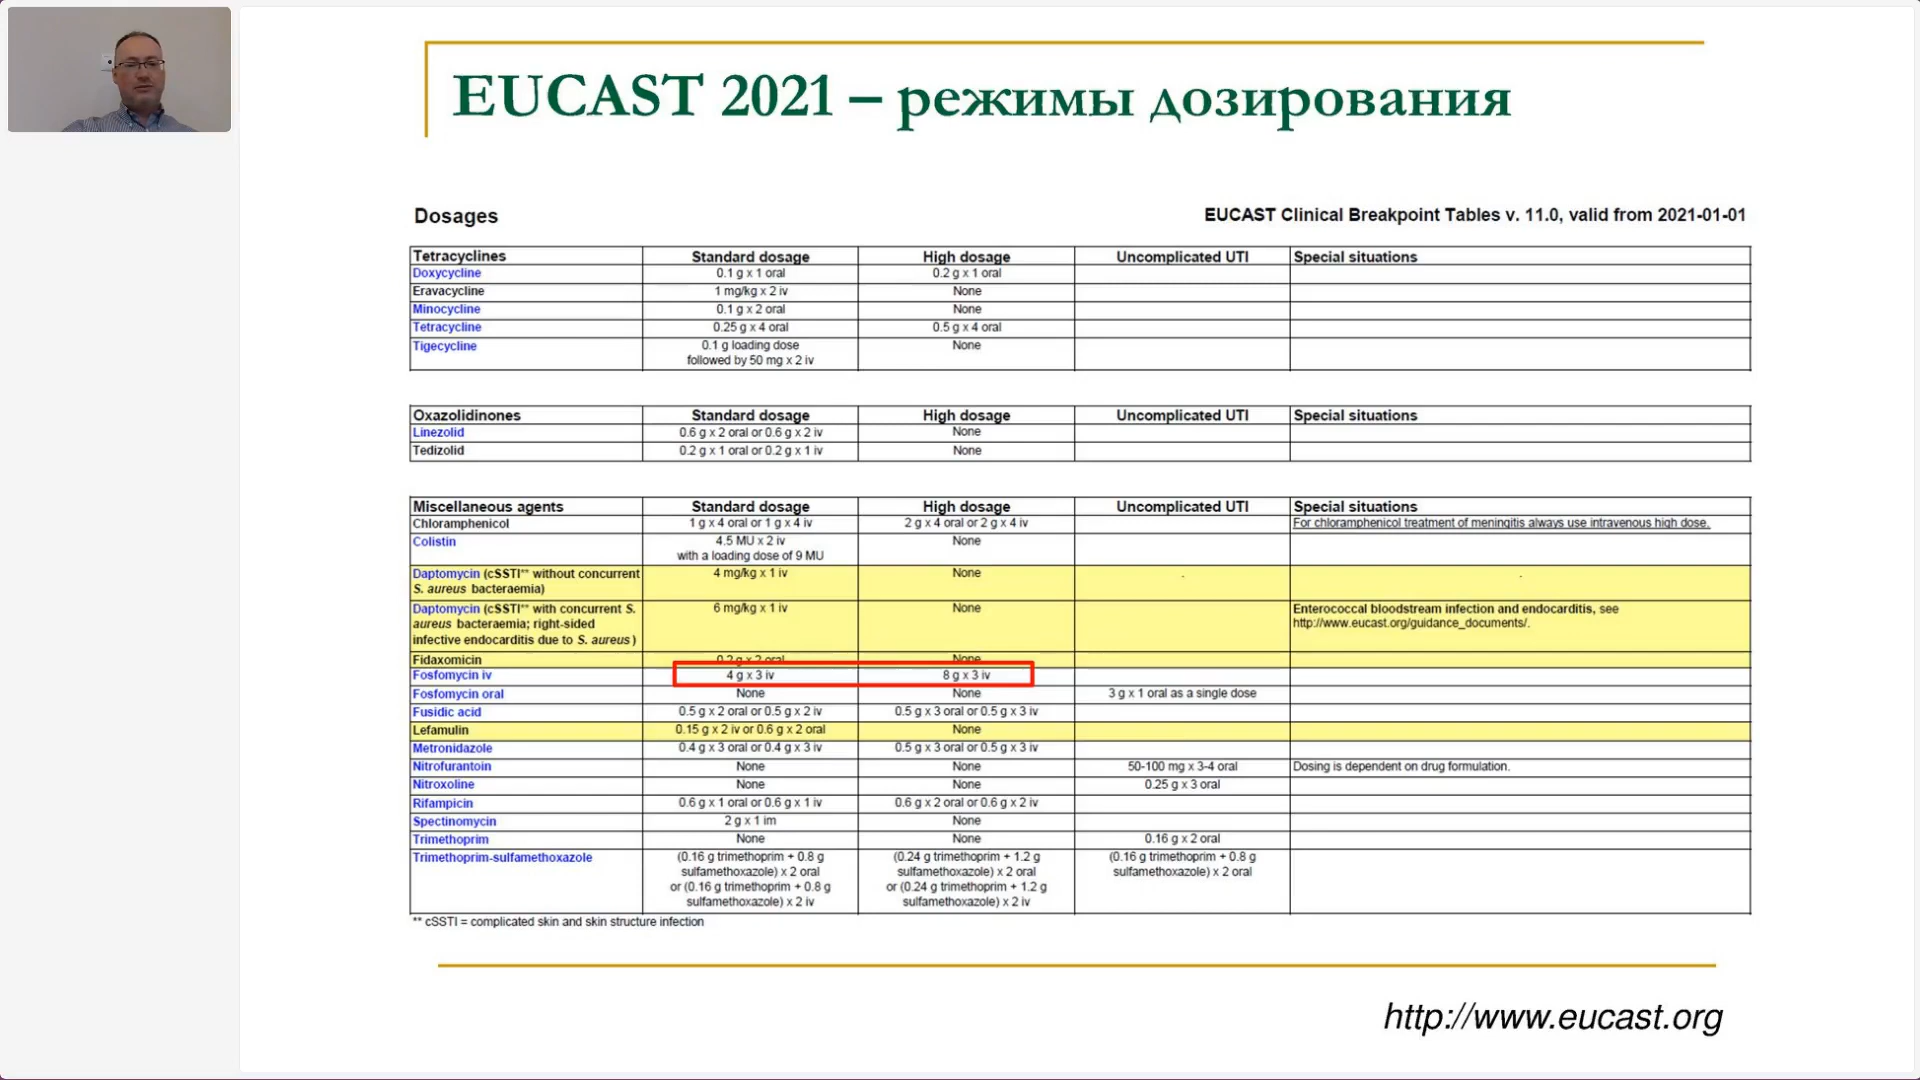 EUCAST 2021 – режимы дозирования
Dosages
EUCAST Clinical Breakpoint Tables v. 11.0, valid from 2021-01-01
Tetracyclines Standard dosage High dosage Uncomplicated UTI Special situations
Doxycycline 0.1 g x 1 oral 0.2 g x 1 oral
Eravacycline 1 mg/kg x 2 iv None
Minocycline 0.1 g x 2 oral None
Tetracycline 0.25 g x 4 oral 0.5 g x 4 oral
Tigecycline 0.1 g loading dose None
followed by 50 mg x 2 iv
Oxazolidinones Standard dosage High dosage Uncomplicated UTI Special situations
Linezolid 0.6 g x 2 oral or 0.6 g x 2 iv None
Tedizolid 0.2 g x 1 oral or 0.2 g x 1 iv None
Miscellaneous agents Standard dosage High dosage Uncomplicated UTI Special situations
Chloramphenicol 1 g x 4 oral or 1 g x 4 iv 2 g x 4 oral or 2 g x 4 iv For chloramphenicol treatment of meningitis always use intravenous high dose.
Colistin 4.5 MU x 2 iv None
with a loading dose of 9 MU
Daptomycin (cSSTI** without concurrent 4 mg/kg x 1 iv None
S. aureus bacteraemia)
Daptomycin (cSSTI** with concurrent S. 6 mg/kg x 1 iv None Enterococcal bloodstream infection and endocarditis, see
aureus bacteraemia; right-sided http://www.eucast.org/guidance_documents/.
infective endocarditis due to S. aureus)
Fidaxomicin 0.2 g x 2 oral None
Fosfomycin iv 4 g x 3 iv 8 g x 3 iv
Fosfomycin oral None None 3 g x 1 oral as a single dose
Fusidic acid 0.5 g x 2 oral or 0.5 g x 2 iv 0.5 g x 3 oral or 0.5 g x 3 iv
Lefamulin 0.15 g x 2 iv or 0.6 g x 2 oral None
Metronidazole 0.4 g x 3 oral or 0.4 g x 3 iv 0.5 g x 3 oral or 0.5 g x 3 iv
Nitrofurantoin None None 50-100 mg x 3-4 oral Dosing is dependent on drug formulation.
Nitroxoline None None 0.25 g x 3 oral
Rifampicin 0.6 g x 1 oral or 0.6 g x 1 iv 0.6 g x 2 oral or 0.6 g x 2 iv
Spectinomycin 2 g x 1 im None
Trimethoprim None None 0.16 g x 2 oral
Trimethoprim-sulfamethoxazole (0.16 g trimethoprim + 0.8 g (0.24 g trimethoprim + 1.2 g (0.16 g trimethoprim + 0.8 g
sulfamethoxazole) x 2 oral sulfamethoxazole) x 2 oral sulfamethoxazole) x 2 oral
or (0.16 g trimethoprim + 0.8 g or (0.24 g trimethoprim + 1.2 g
sulfamethoxazole) x 2 iv sulfamethoxazole) x 2 iv
** cSSTI = complicated skin and skin structure infection
http://www.eucast.org